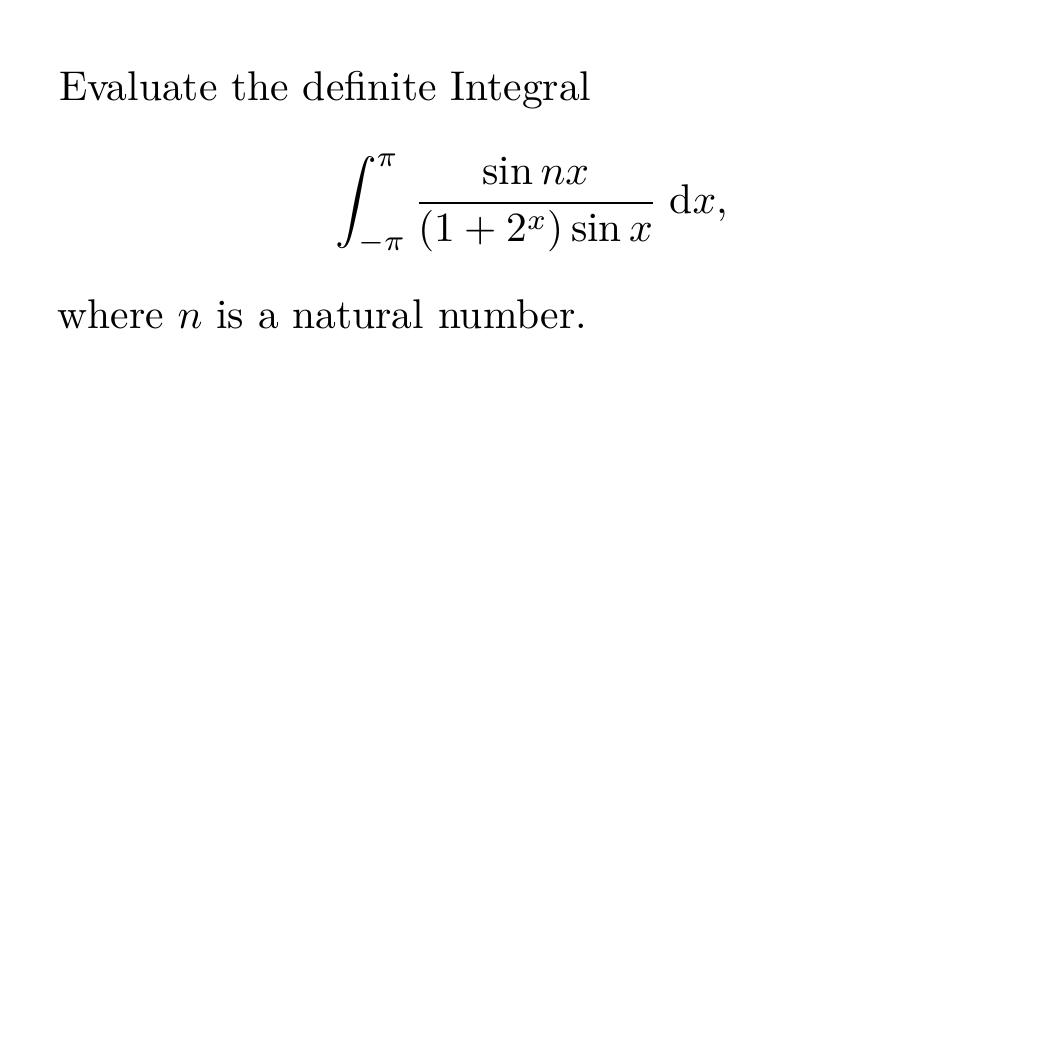 Evaluate the definite Integral
\int_{-\pi}^{\pi} \frac{\sin nx}{(1 + 2^x) \sin x} \, \mathrm{d}x,
where n is a natural number.